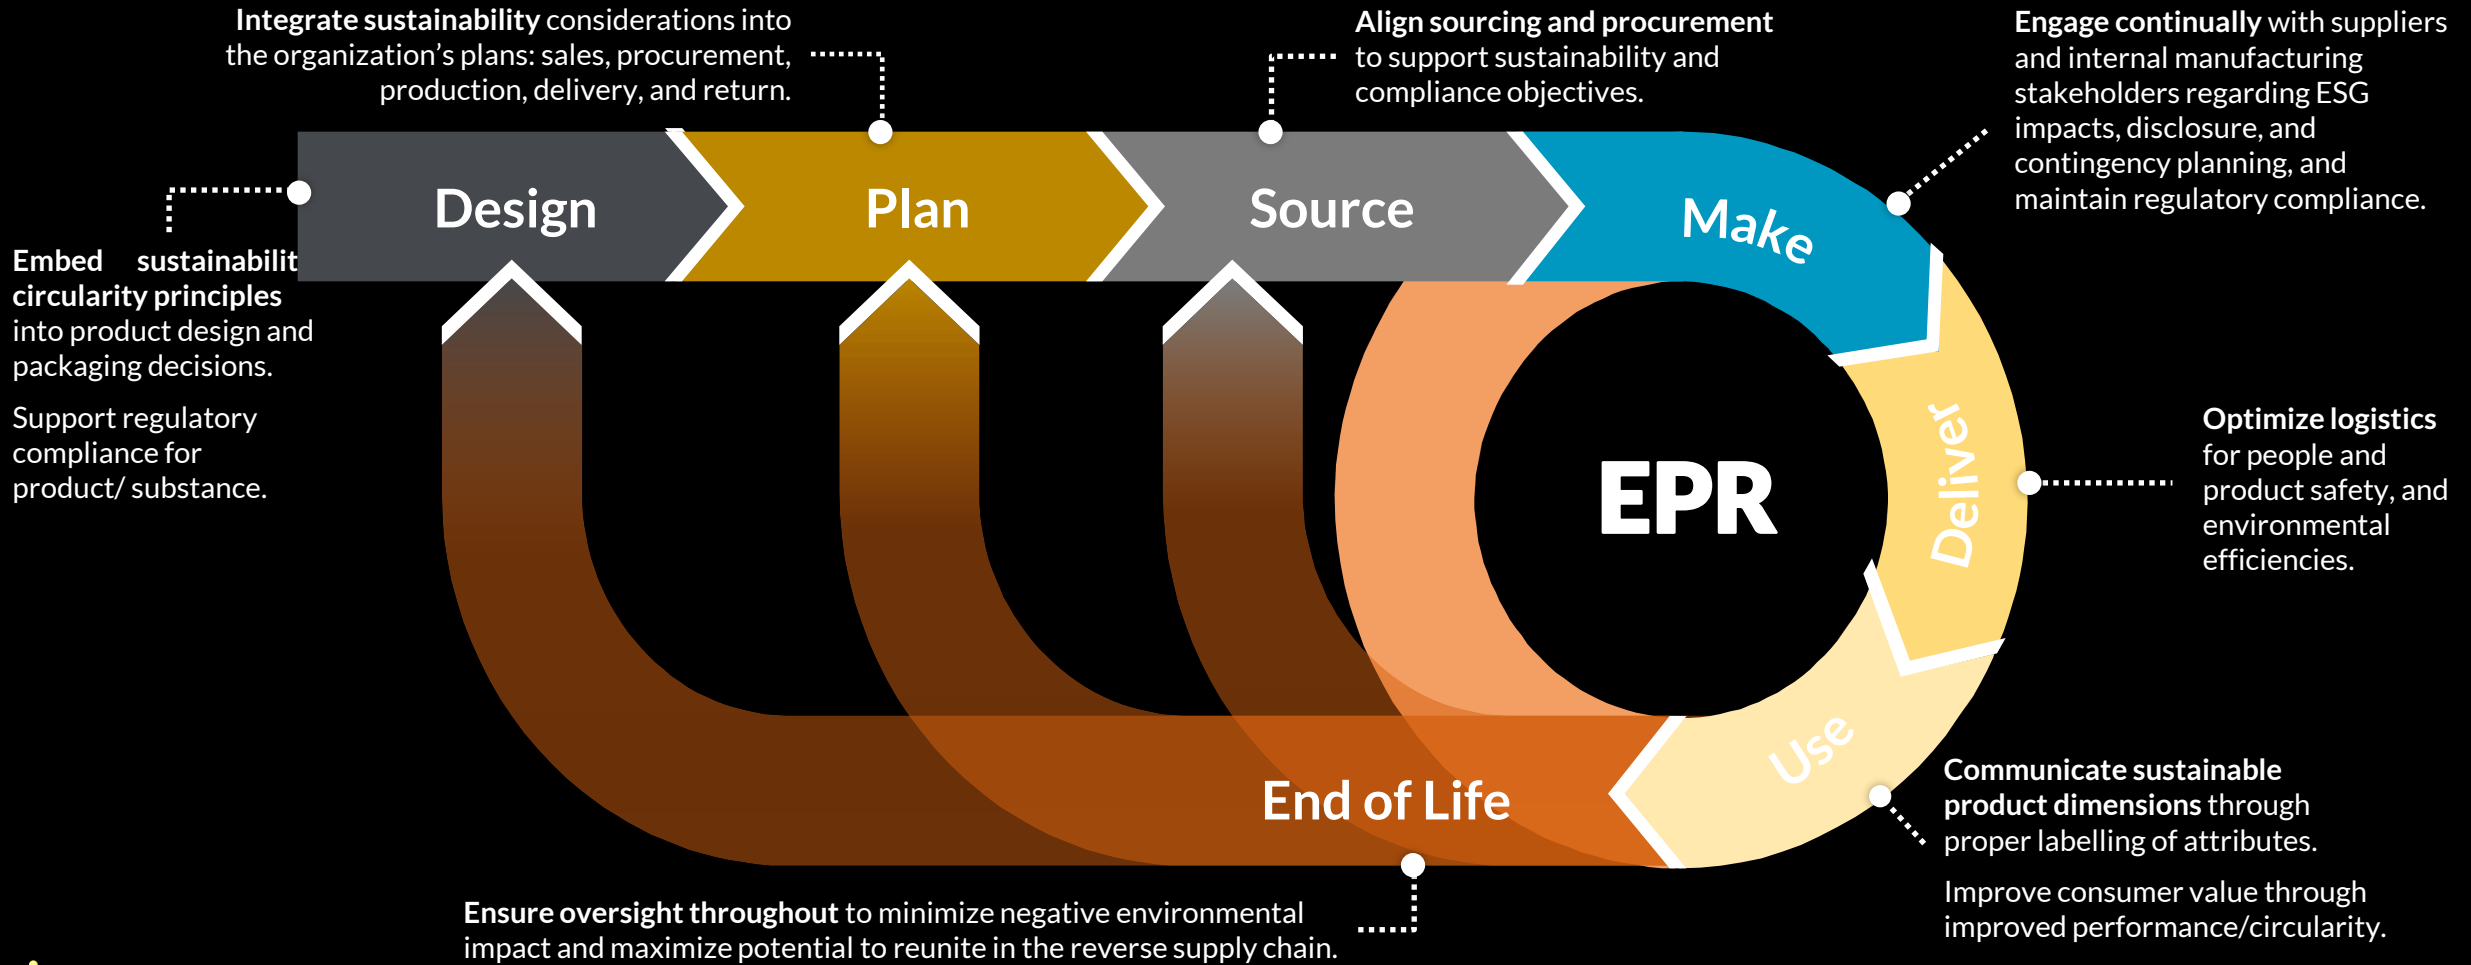 Integrate sustainability considerations into
the organization's plans: sales, procurement,
production, delivery, and return.
Align sourcing and procurement
to support sustainability and
compliance objectives.
Engage continually with suppliers
and internal manufacturing
stakeholders regarding ESG
impacts, disclosure, and
contingency planning, and
maintain regulatory compliance.
Design
Plan
Source
Make
Embed sustainabilit
circularity principles
into product design and
packaging decisions.
Support regulatory
compliance for
product/ substance.
EPR
Deliver
Optimize logistics
for people and
product safety, and
environmental
efficiencies.
Use
End of Life
Communicate sustainable
product dimensions through
proper labelling of attributes.
Improve consumer value through
improved performance/circularity.
Ensure oversight throughout to minimize negative environmental
impact and maximize potential to reunite in the reverse supply chain.